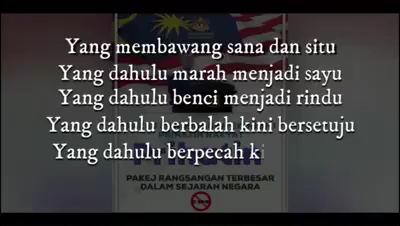 Yang membawang sana dan situ
Yang dahulu marah menjadi sayu
Yang dahulu benci menjadi rindu
Yang dahulu berbalah kini bersetuju
Yang dahulu berpecah k
Prihatin
PAKEJ RANGSANGAN TERBESAR
DALAM SEJARAH NEGARA